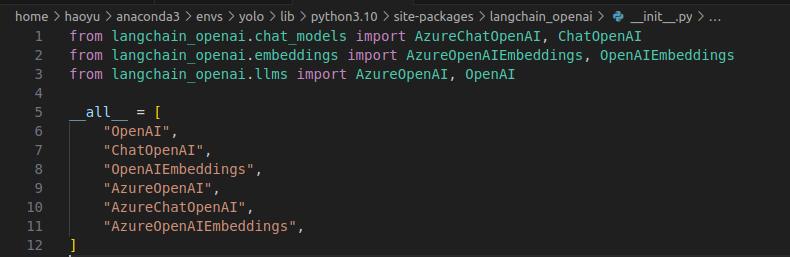 home > haoyu > anaconda3 > envs > yolo > lib > python3.10 > site-packages > langchain_openai > __init__.py > ...
1 from langchain_openai.chat_models import AzureChatOpenAI, ChatOpenAI
2 from langchain_openai.embeddings import AzureOpenAIEmbeddings, OpenAIEmbeddings
3 from langchain_openai.llms import AzureOpenAI, OpenAI
4
5 __all__ = [
6     "OpenAI",
7     "ChatOpenAI",
8     "OpenAIEmbeddings",
9     "AzureOpenAI",
10     "AzureChatOpenAI",
11     "AzureOpenAIEmbeddings",
12 ]